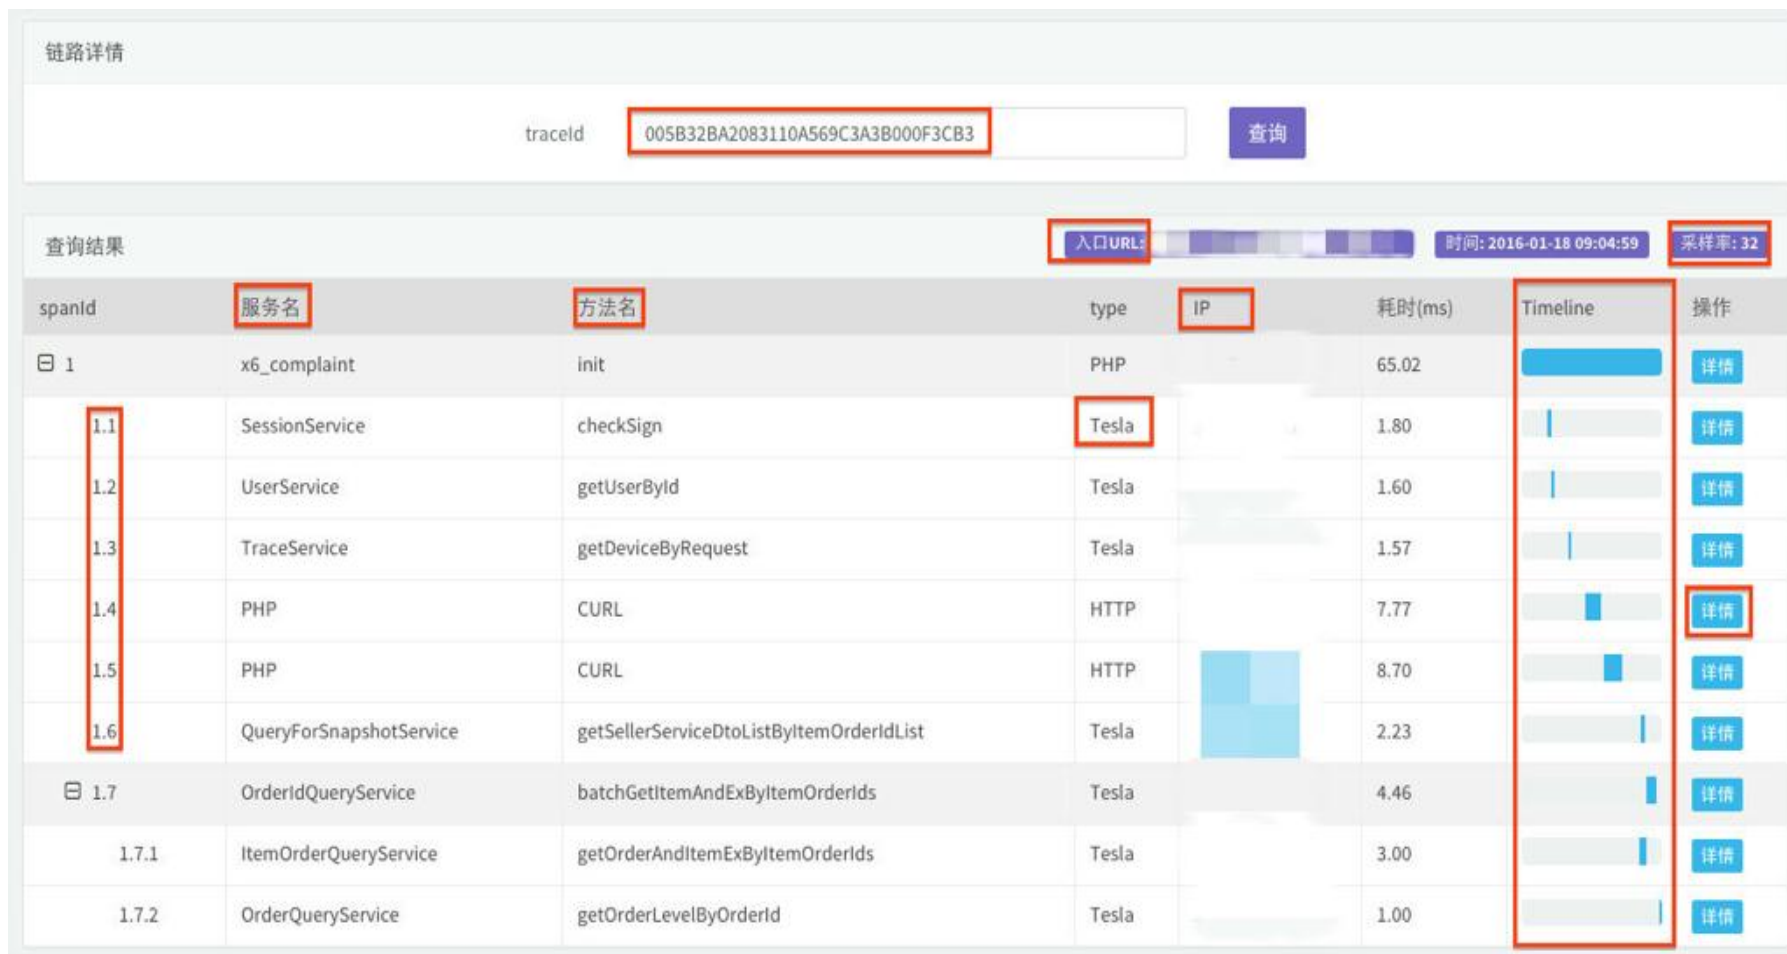 链路详情
traceId 005B32BA2083110A569C3A3B000F3CB3 查询
查询结果 入口URL: 时间: 2016-01-18 09:04:59 采样率: 32
spanId 服务名 方法名 type IP 耗时(ms) Timeline 操作
1 x6_complaint init PHP 65.02 详情
1.1 SessionService checkSign Tesla 1.80 详情
1.2 UserService getUserById Tesla 1.60 详情
1.3 TraceService getDeviceByRequest Tesla 1.57 详情
1.4 PHP CURL HTTP 7.77 详情
1.5 PHP CURL HTTP 8.70 详情
1.6 QueryForSnapshotService getSellerServiceDtoListByItemOrderIdList Tesla 2.23 详情
1.7 OrderIdQueryService batchGetItemAndExByItemOrderIds Tesla 4.46 详情
1.7.1 ItemOrderQueryService getOrderAndItemExByItemOrderIds Tesla 3.00 详情
1.7.2 OrderQueryService getOrderLevelByOrderId Tesla 1.00 详情